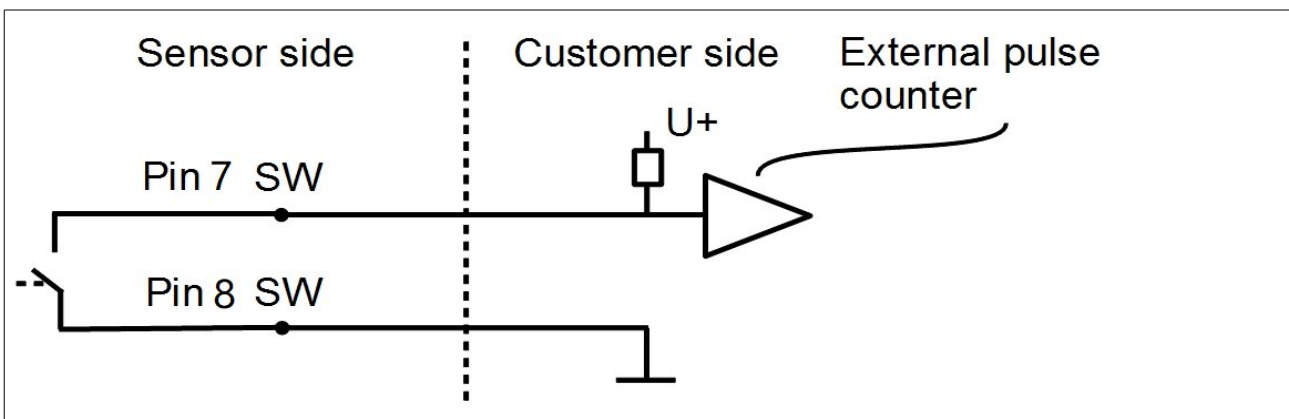 Sensor side
Customer side
External pulse
counter
U+
Pin 7 SW
Pin 8 SW